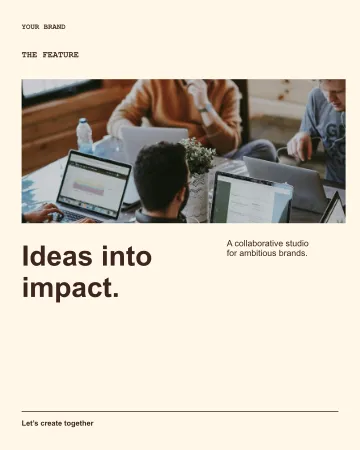 YOUR BRAND
THE FEATURE
Ideas into
impact.
A collaborative studio
for ambitious brands.
Let's create together